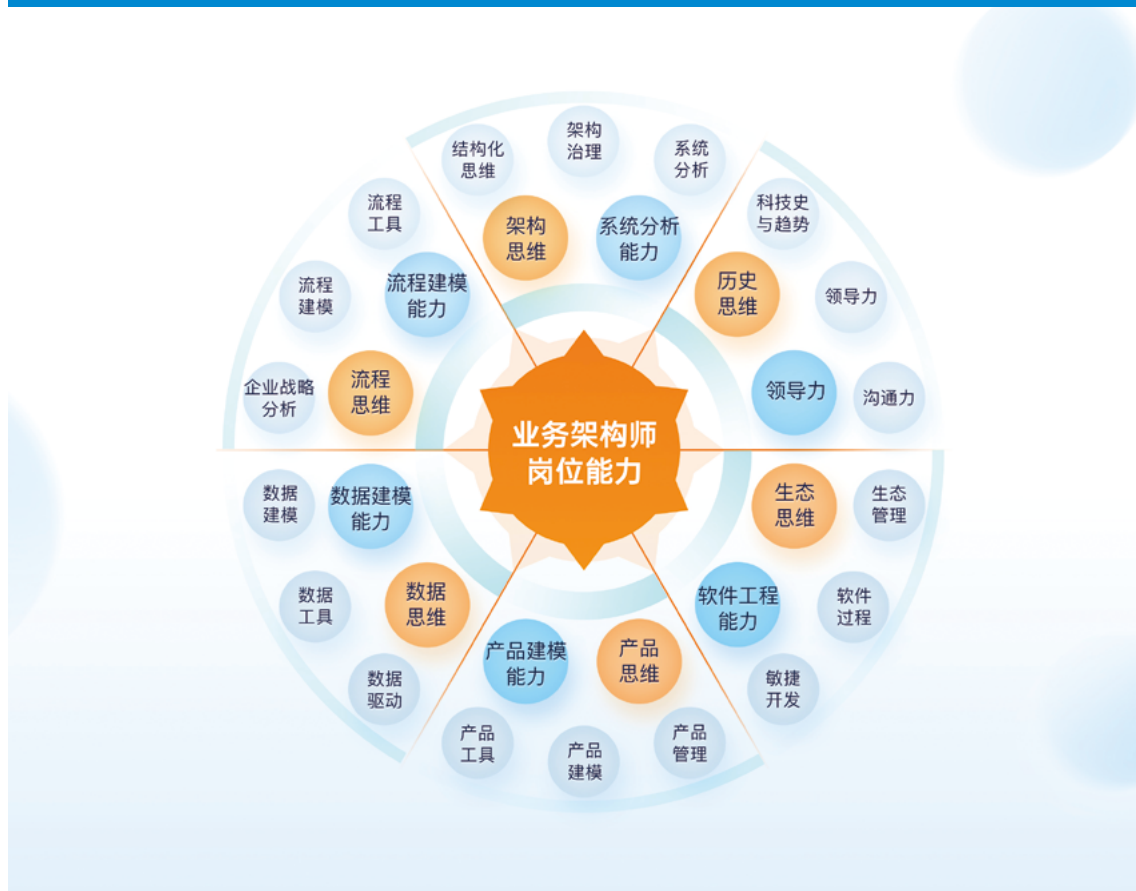 结构化
思维
架构
治理
系统
分析
架构
思维
系统分析
能力
科技史
与趋势
历史
思维
领导力
领导力
沟通力
生态
思维
生态
管理
软件工程
能力
软件
过程
敏捷
开发
产品
思维
产品建模
能力
产品
管理
产品
建模
产品
工具
数据
思维
数据建模
能力
数据
驱动
数据
工具
数据
建模
流程
思维
流程建模
能力
企业战略
分析
流程
建模
流程
工具
业务架构师
岗位能力